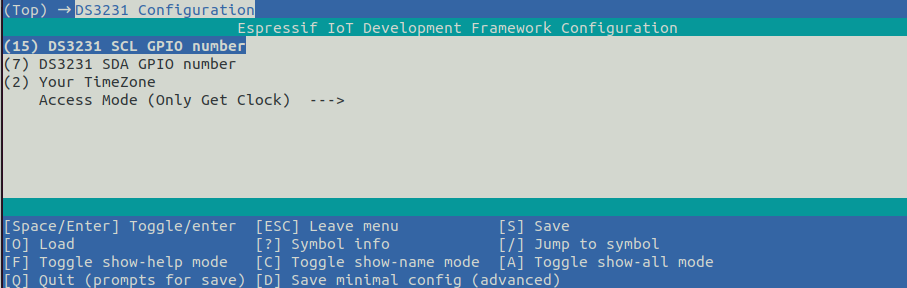 (Top) → DS3231 Configuration
Espressif IoT Development Framework Configuration
(15) DS3231 SCL GPIO number
(7) DS3231 SDA GPIO number
(2) Your TimeZone
Access Mode (Only Get Clock)  --->
[Space/Enter] Toggle/enter  [ESC] Leave menu  [S] Save
[O] Load  [?] Symbol info  [/] Jump to symbol
[F] Toggle show-help mode  [C] Toggle show-name mode  [A] Toggle show-all mode
[Q] Quit (prompts for save)  [D] Save minimal config (advanced)